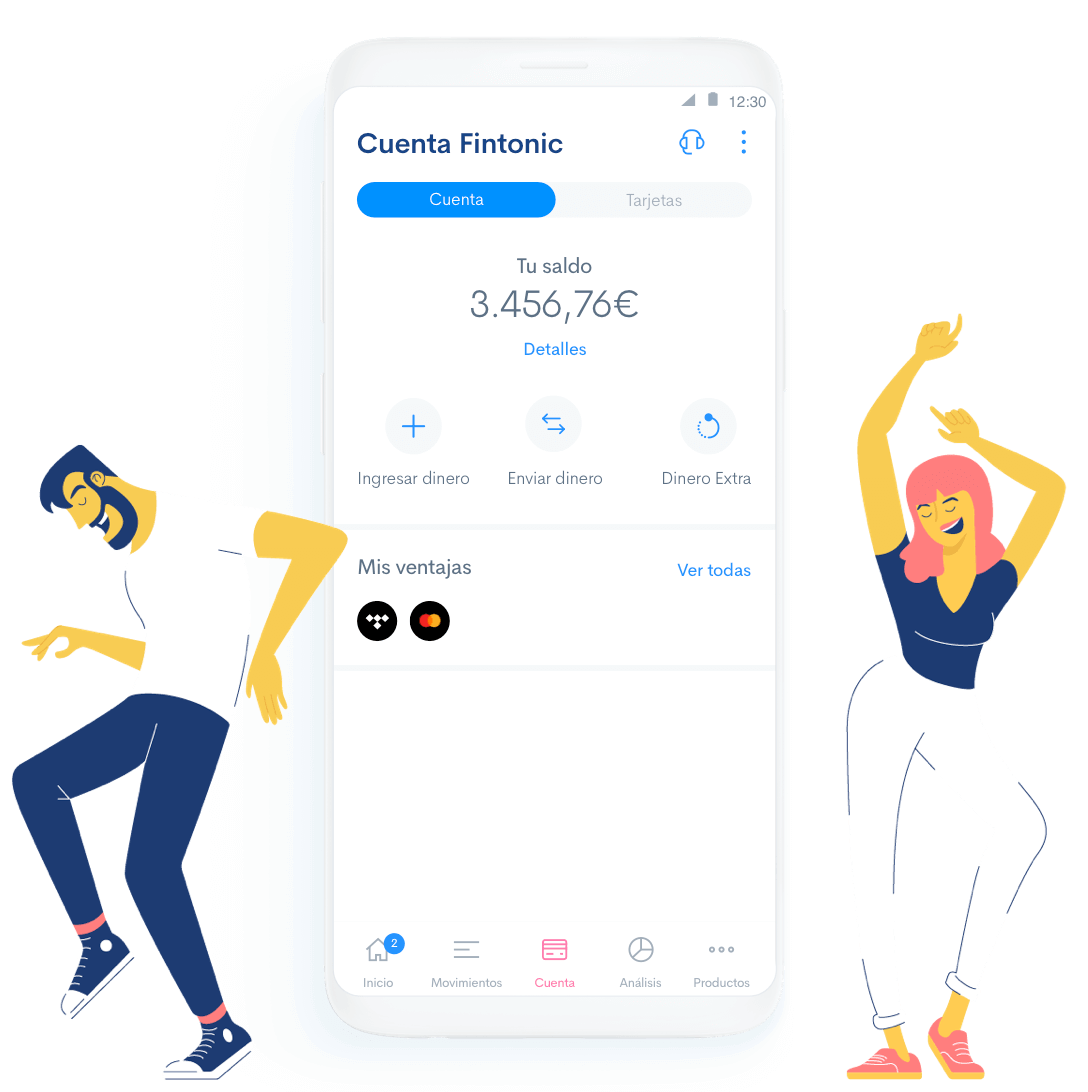 12:30
Cuenta Fintonic
Cuenta Tarjetas
Tu saldo
3.456,76€
Detalles
Ingresar dinero Enviar dinero Dinero Extra
Mis ventajas Ver todas
2
Inicio Movimientos Cuenta Análisis Productos